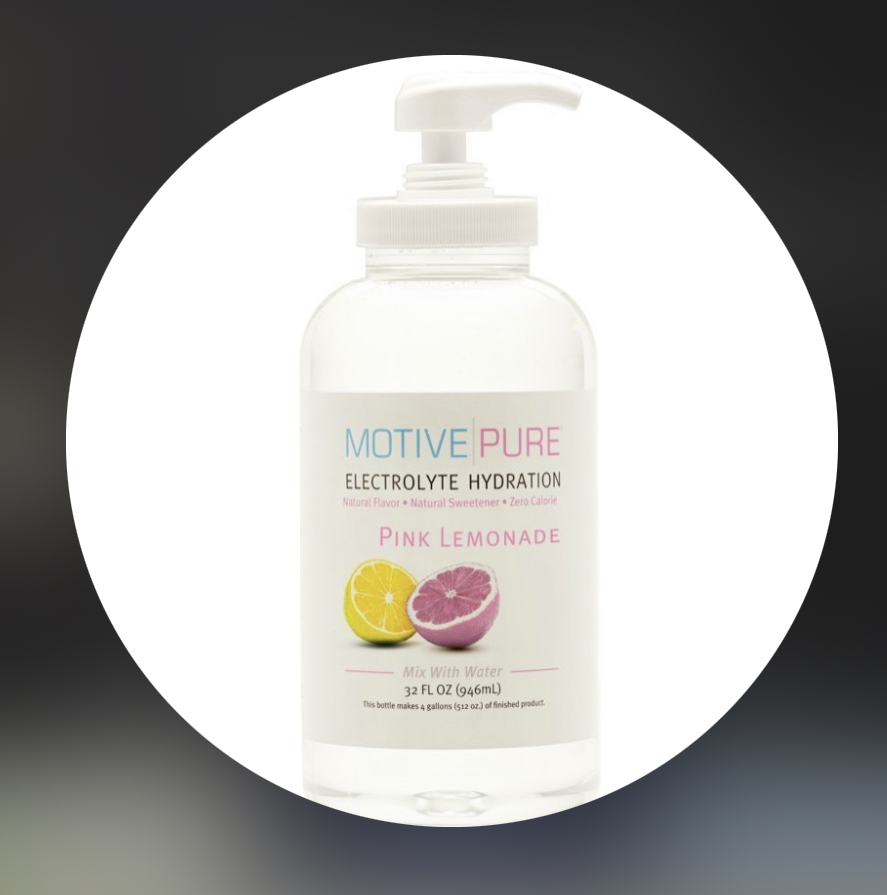 MOTIVE|PURE
ELECTROLYTE HYDRATION
Natural Flavor • Natural Sweetener • Zero Calorie
PINK LEMONADE
Mix With Water
32 FL OZ (946mL)
This bottle makes 4 gallons (512 oz.) of finished product.